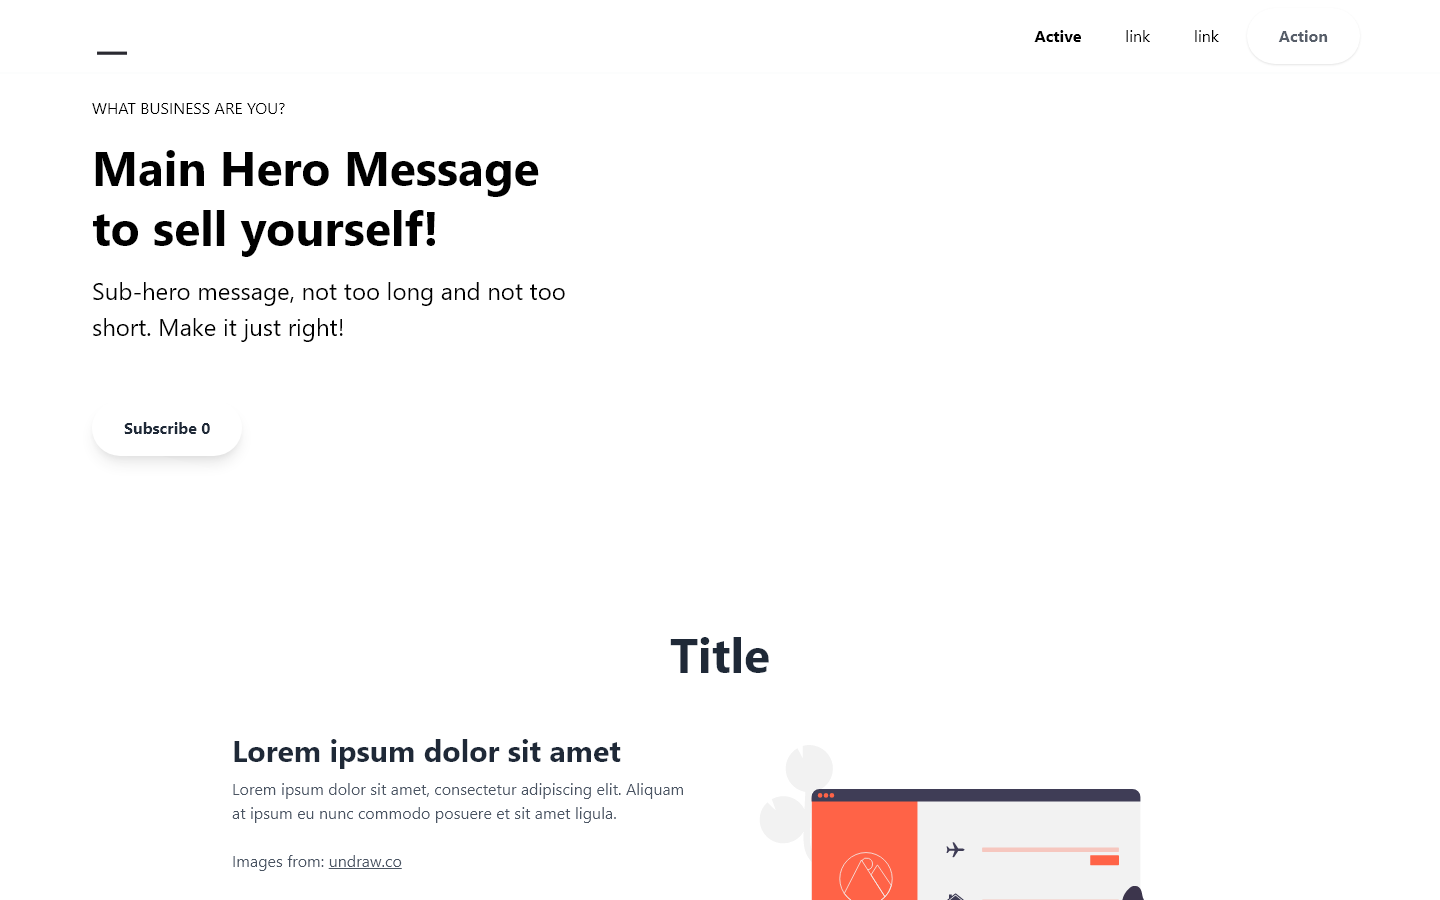 Active
link
link
Action
WHAT BUSINESS ARE YOU?
Main Hero Message
to sell yourself!
Sub-hero message, not too long and not too
short. Make it just right!
Subscribe 0
Title
Lorem ipsum dolor sit amet
Lorem ipsum dolor sit amet, consectetur adipiscing elit. Aliquam
at ipsum eu nunc commodo posuere et sit amet ligula.
Images from: undraw.co